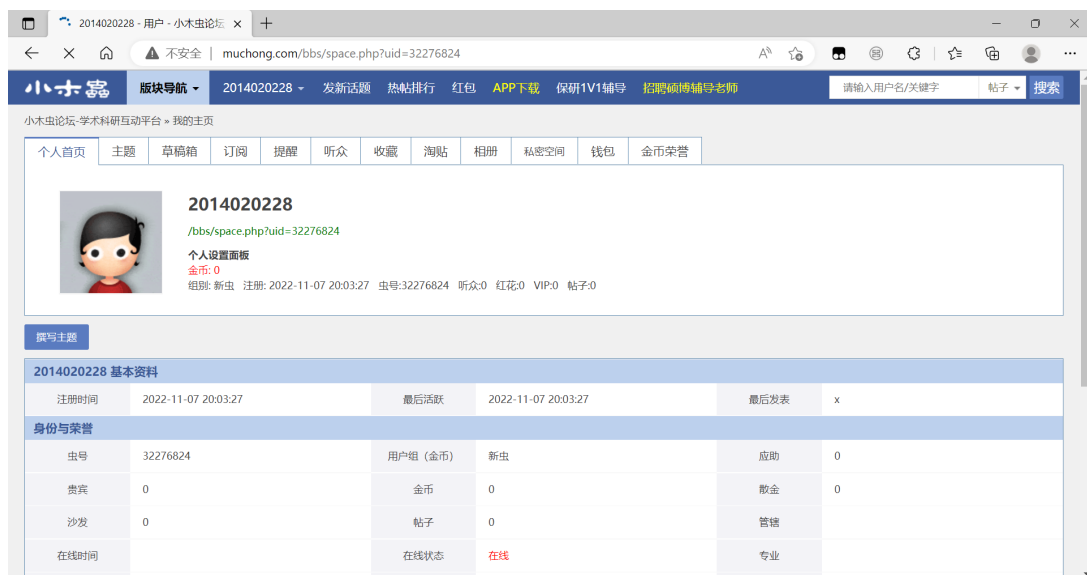 2014020228 - 用户 - 小木虫论坛
不安全 | muchong.com/bbs/space.php?uid=32276824
小木虫 版块导航 2014020228 发新话题 热帖排行 红包 APP下载 保研1V1辅导 招聘硕博辅导老师 请输入用户名/关键字 帖子 搜索
小木虫论坛-学术科研互动平台 » 我的主页
个人首页 主题 草稿箱 订阅 提醒 听众 收藏 淘贴 相册 私密空间 钱包 金币荣誉
2014020228
/bbs/space.php?uid=32276824
个人设置面板
金币: 0
组别: 新虫 注册: 2022-11-07 20:03:27 虫号:32276824 听众:0 红花:0 VIP:0 帖子:0
撰写主题
2014020228 基本资料
注册时间 2022-11-07 20:03:27 最后活跃 2022-11-07 20:03:27 最后发表 x
身份与荣誉
虫号 32276824 用户组（金币） 新虫 应助 0
贵宾 0 金币 0 散金 0
沙发 0 帖子 0 管辖
在线时间 在线状态 在线 专业